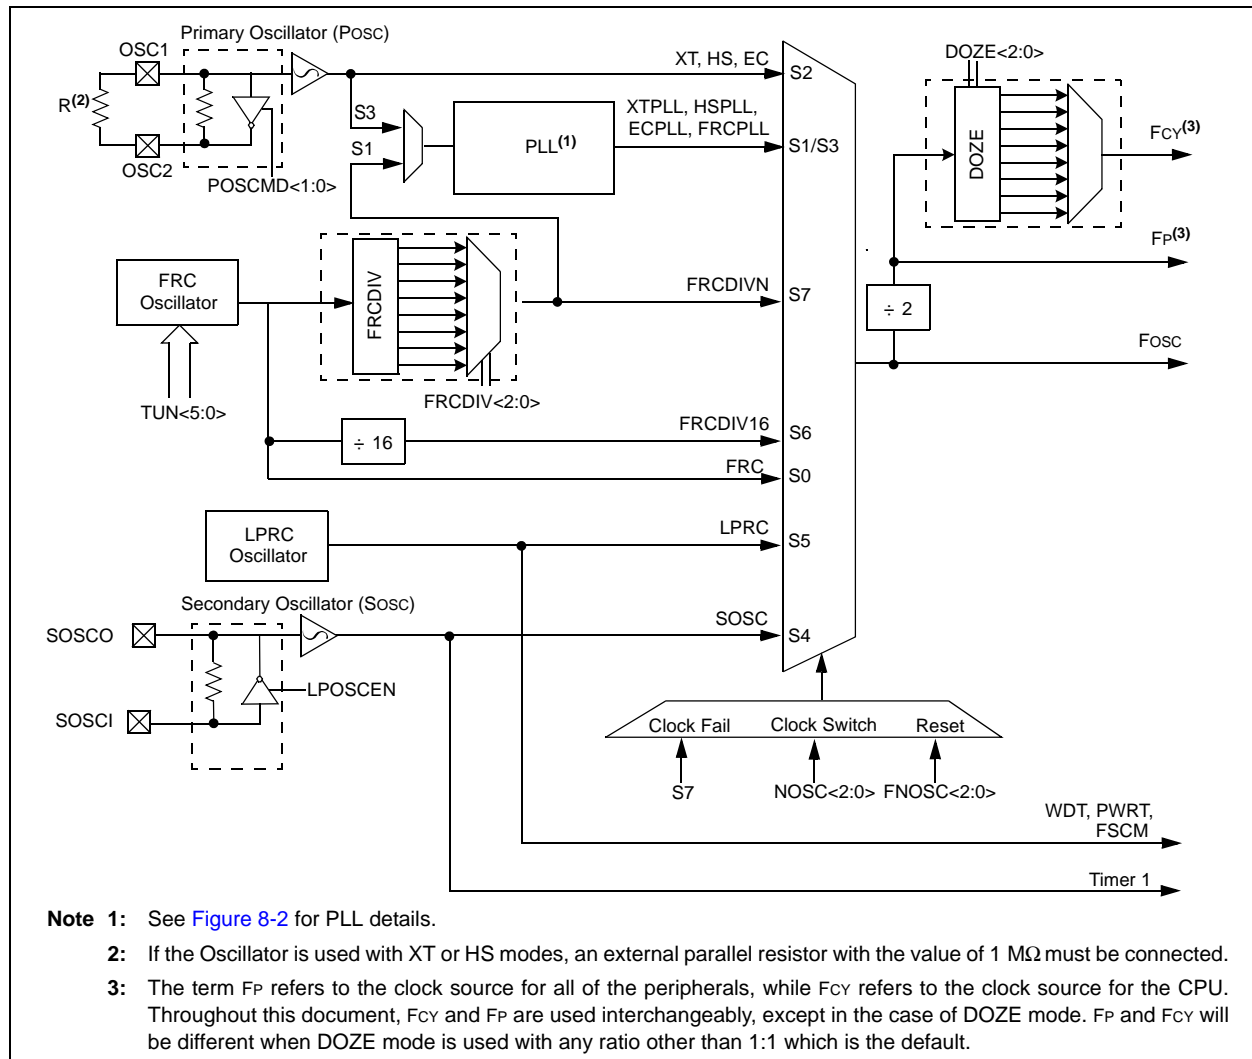 Primary Oscillator (POSC)
OSC1
R(2)
OSC2
POSCMD<1:0>
S3
S1
PLL(1)
XT, HS, EC
S2
XTPLL, HSPLL,
ECPLL, FRCPLL
S1/S3
DOZE<2:0>
DOZE
FCY(3)
FP(3)
FRC
Oscillator
TUN<5:0>
FRCDIV
FRCDIV<2:0>
FRCDIVN
S7
÷ 2
FOSC
÷ 16
FRCDIV16
S6
FRC
S0
LPRC
Oscillator
LPRC
S5
Secondary Oscillator (SOSC)
SOSCO
SOSC
S4
LPOSCEN
SOSCI
Clock Fail
Clock Switch
Reset
S7
NOSC<2:0>
FNOSC<2:0>
WDT, PWRT,
FSCM
Timer 1
Note 1: See Figure 8-2 for PLL details.
2: If the Oscillator is used with XT or HS modes, an external parallel resistor with the value of 1 MΩ must be connected.
3: The term FP refers to the clock source for all of the peripherals, while FCY refers to the clock source for the CPU.
Throughout this document, FCY and FP are used interchangeably, except in the case of DOZE mode. FP and FCY will
be different when DOZE mode is used with any ratio other than 1:1 which is the default.